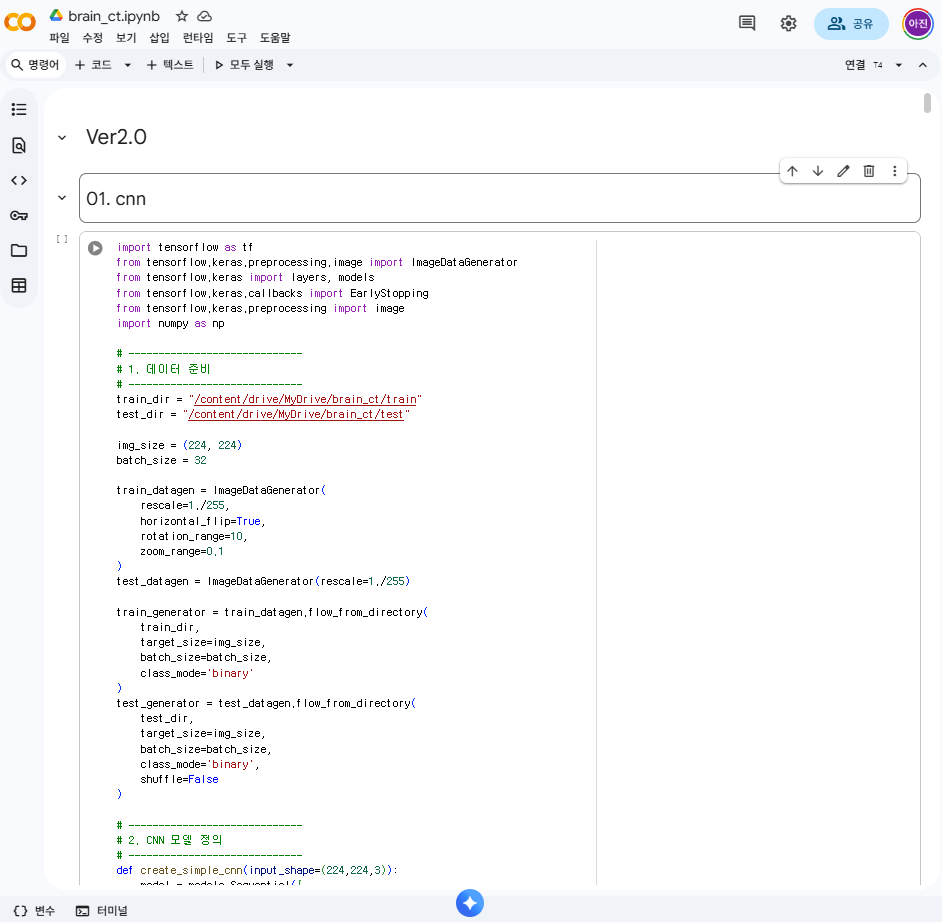 brain_ct.ipynb
파일 수정 보기 삽입 런타임 도구 도움말
공유
아진
명령어 + 코드 + 텍스트 모두 실행
연결 T4
Ver2.0
01. cnn
[ ]
import tensorflow as tf
from tensorflow.keras.preprocessing.image import ImageDataGenerator
from tensorflow.keras import layers, models
from tensorflow.keras.callbacks import EarlyStopping
from tensorflow.keras.preprocessing import image
import numpy as np
# -----------------------------
# 1. 데이터 준비
# -----------------------------
train_dir = "/content/drive/MyDrive/brain_ct/train"
test_dir = "/content/drive/MyDrive/brain_ct/test"
img_size = (224, 224)
batch_size = 32
train_datagen = ImageDataGenerator(
    rescale=1./255,
    horizontal_flip=True,
    rotation_range=10,
    zoom_range=0.1
)
test_datagen = ImageDataGenerator(rescale=1./255)
train_generator = train_datagen.flow_from_directory(
    train_dir,
    target_size=img_size,
    batch_size=batch_size,
    class_mode='binary'
)
test_generator = test_datagen.flow_from_directory(
    test_dir,
    target_size=img_size,
    batch_size=batch_size,
    class_mode='binary',
    shuffle=False
)
# -----------------------------
# 2. CNN 모델 정의
# -----------------------------
def create_simple_cnn(input_shape=(224,224,3)):
    model = models.Sequential([
변수 터미널